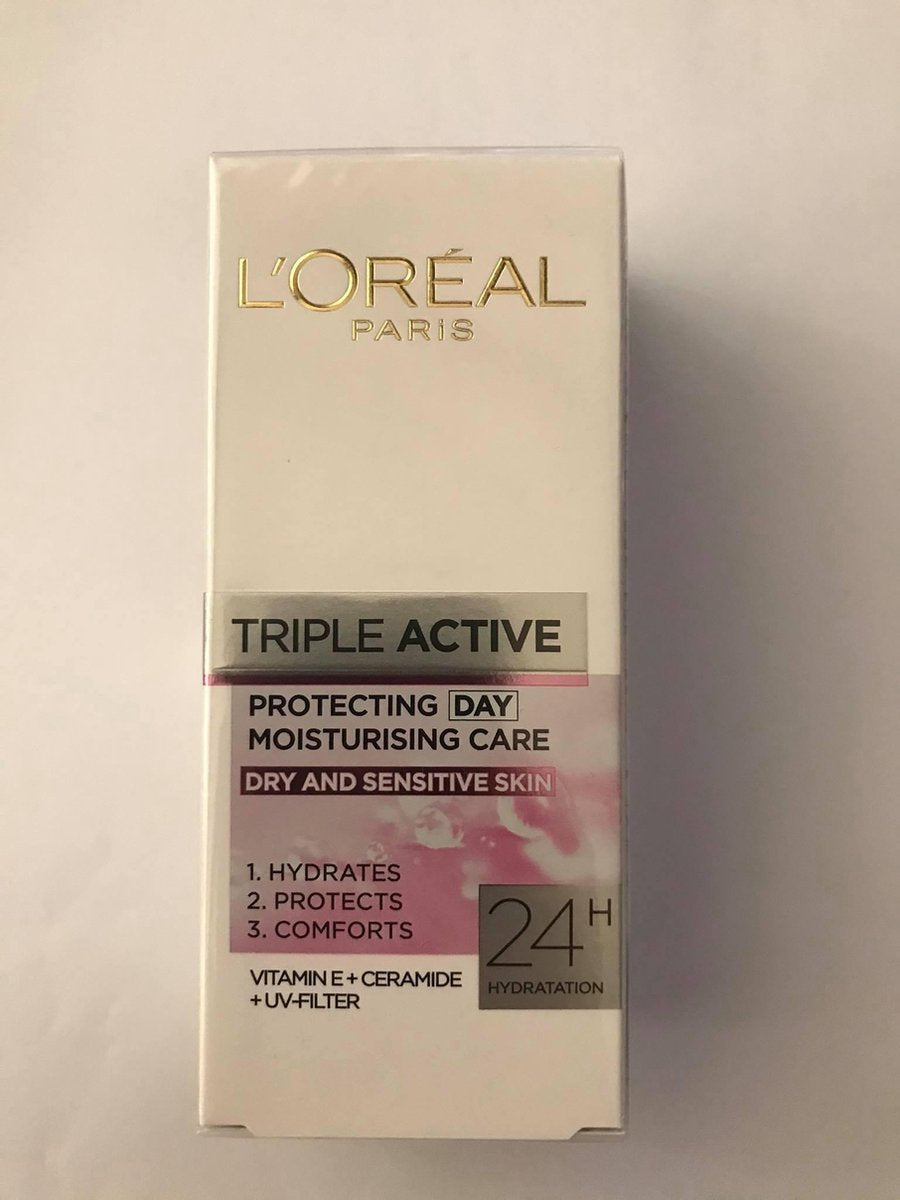 L'ORÉAL
PARiS
TRIPLE ACTIVE
PROTECTING DAY
MOISTURISING CARE
DRY AND SENSITIVE SKIN
1. HYDRATES
2. PROTECTS
3. COMFORTS
24H
HYDRATATION
VITAMIN E + CERAMIDE
+ UV-FILTER